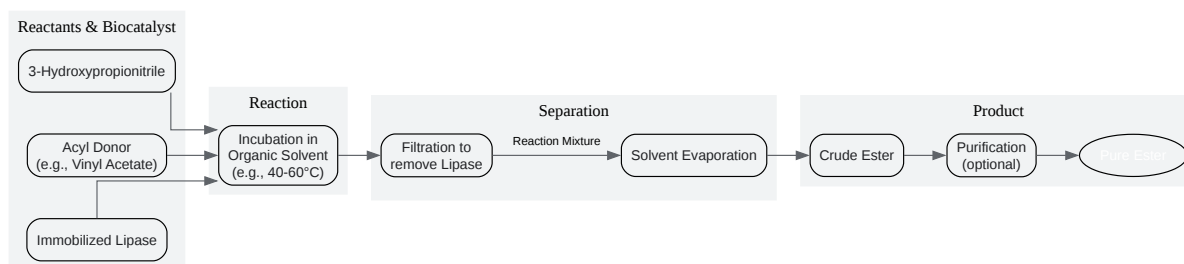 Reactants & Biocatalyst
3-Hydroxypropionitrile
Acyl Donor
(e.g., Vinyl Acetate)
Immobilized Lipase
Reaction
Incubation in
Organic Solvent
(e.g., 40-60°C)
Separation
Filtration to
remove Lipase
Reaction Mixture
Solvent Evaporation
Product
Crude Ester
Purification
(optional)
Pure Ester